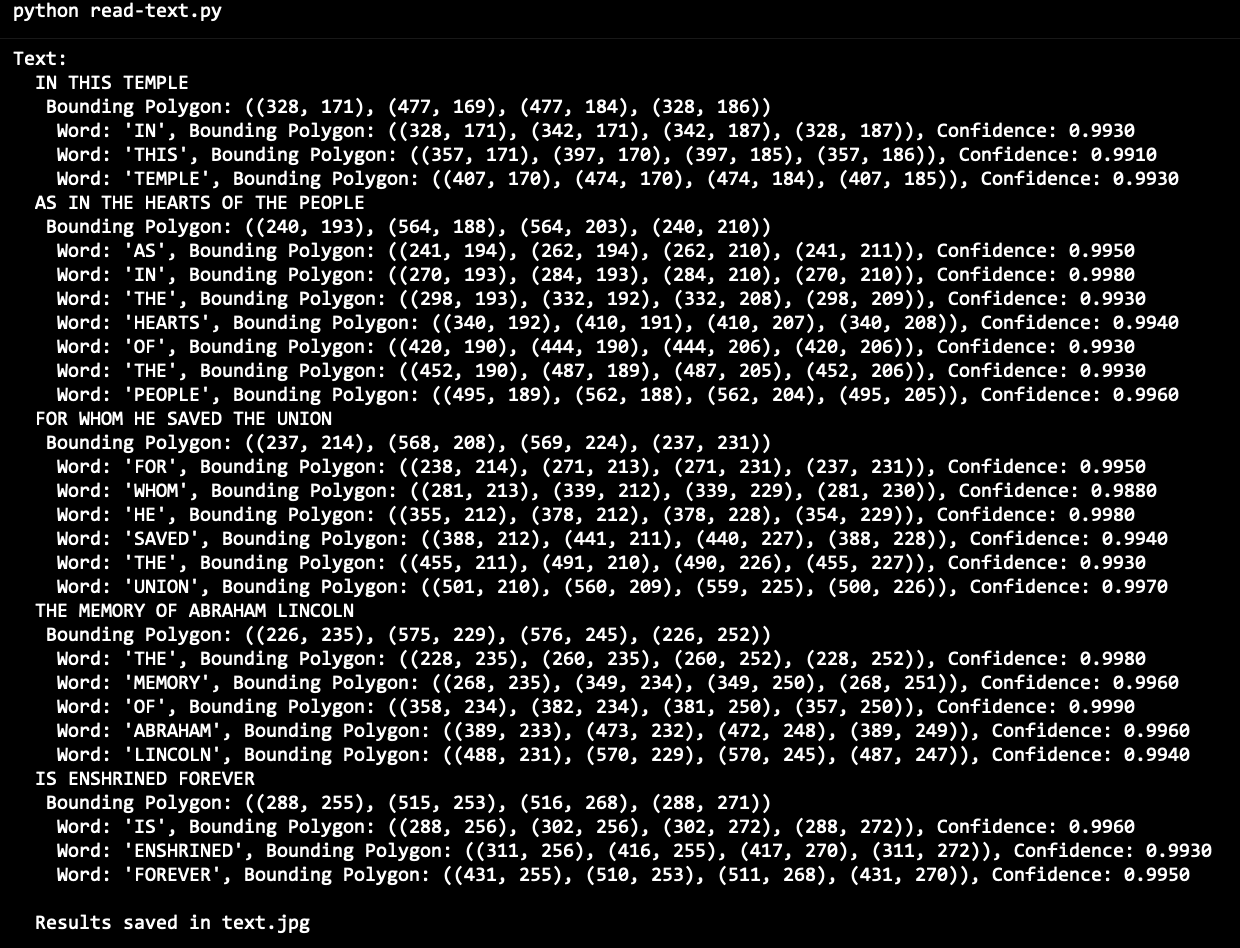 python read-text.py
Text:
IN THIS TEMPLE
Bounding Polygon: ((328, 171), (477, 169), (477, 184), (328, 186))
Word: 'IN', Bounding Polygon: ((328, 171), (342, 171), (342, 187), (328, 187)), Confidence: 0.9930
Word: 'THIS', Bounding Polygon: ((357, 171), (397, 170), (397, 185), (357, 186)), Confidence: 0.9910
Word: 'TEMPLE', Bounding Polygon: ((407, 170), (474, 170), (474, 184), (407, 185)), Confidence: 0.9930
AS IN THE HEARTS OF THE PEOPLE
Bounding Polygon: ((240, 193), (564, 188), (564, 203), (240, 210))
Word: 'AS', Bounding Polygon: ((241, 194), (262, 194), (262, 210), (241, 211)), Confidence: 0.9950
Word: 'IN', Bounding Polygon: ((270, 193), (284, 193), (284, 210), (270, 210)), Confidence: 0.9980
Word: 'THE', Bounding Polygon: ((298, 193), (332, 192), (332, 208), (298, 209)), Confidence: 0.9930
Word: 'HEARTS', Bounding Polygon: ((340, 192), (410, 191), (410, 207), (340, 208)), Confidence: 0.9940
Word: 'OF', Bounding Polygon: ((420, 190), (444, 190), (444, 206), (420, 206)), Confidence: 0.9930
Word: 'THE', Bounding Polygon: ((452, 190), (487, 189), (487, 205), (452, 206)), Confidence: 0.9930
Word: 'PEOPLE', Bounding Polygon: ((495, 189), (562, 188), (562, 204), (495, 205)), Confidence: 0.9960
FOR WHOM HE SAVED THE UNION
Bounding Polygon: ((237, 214), (568, 208), (569, 224), (237, 231))
Word: 'FOR', Bounding Polygon: ((238, 214), (271, 213), (271, 231), (237, 231)), Confidence: 0.9950
Word: 'WHOM', Bounding Polygon: ((281, 213), (339, 212), (339, 229), (281, 230)), Confidence: 0.9880
Word: 'HE', Bounding Polygon: ((355, 212), (378, 212), (378, 228), (354, 229)), Confidence: 0.9980
Word: 'SAVED', Bounding Polygon: ((388, 212), (441, 211), (440, 227), (388, 228)), Confidence: 0.9940
Word: 'THE', Bounding Polygon: ((455, 211), (491, 210), (490, 226), (455, 227)), Confidence: 0.9930
Word: 'UNION', Bounding Polygon: ((501, 210), (560, 209), (559, 225), (500, 226)), Confidence: 0.9970
THE MEMORY OF ABRAHAM LINCOLN
Bounding Polygon: ((226, 235), (575, 229), (576, 245), (226, 252))
Word: 'THE', Bounding Polygon: ((228, 235), (260, 235), (260, 252), (228, 252)), Confidence: 0.9980
Word: 'MEMORY', Bounding Polygon: ((268, 235), (349, 234), (349, 250), (268, 251)), Confidence: 0.9960
Word: 'OF', Bounding Polygon: ((358, 234), (382, 234), (381, 250), (357, 250)), Confidence: 0.9990
Word: 'ABRAHAM', Bounding Polygon: ((389, 233), (473, 232), (472, 248), (389, 249)), Confidence: 0.9960
Word: 'LINCOLN', Bounding Polygon: ((488, 231), (570, 229), (570, 245), (487, 247)), Confidence: 0.9940
IS ENSHRINED FOREVER
Bounding Polygon: ((288, 255), (515, 253), (516, 268), (288, 271))
Word: 'IS', Bounding Polygon: ((288, 256), (302, 256), (302, 272), (288, 272)), Confidence: 0.9960
Word: 'ENSHRINED', Bounding Polygon: ((311, 256), (416, 255), (417, 270), (311, 272)), Confidence: 0.9930
Word: 'FOREVER', Bounding Polygon: ((431, 255), (510, 253), (511, 268), (431, 270)), Confidence: 0.9950
Results saved in text.jpg